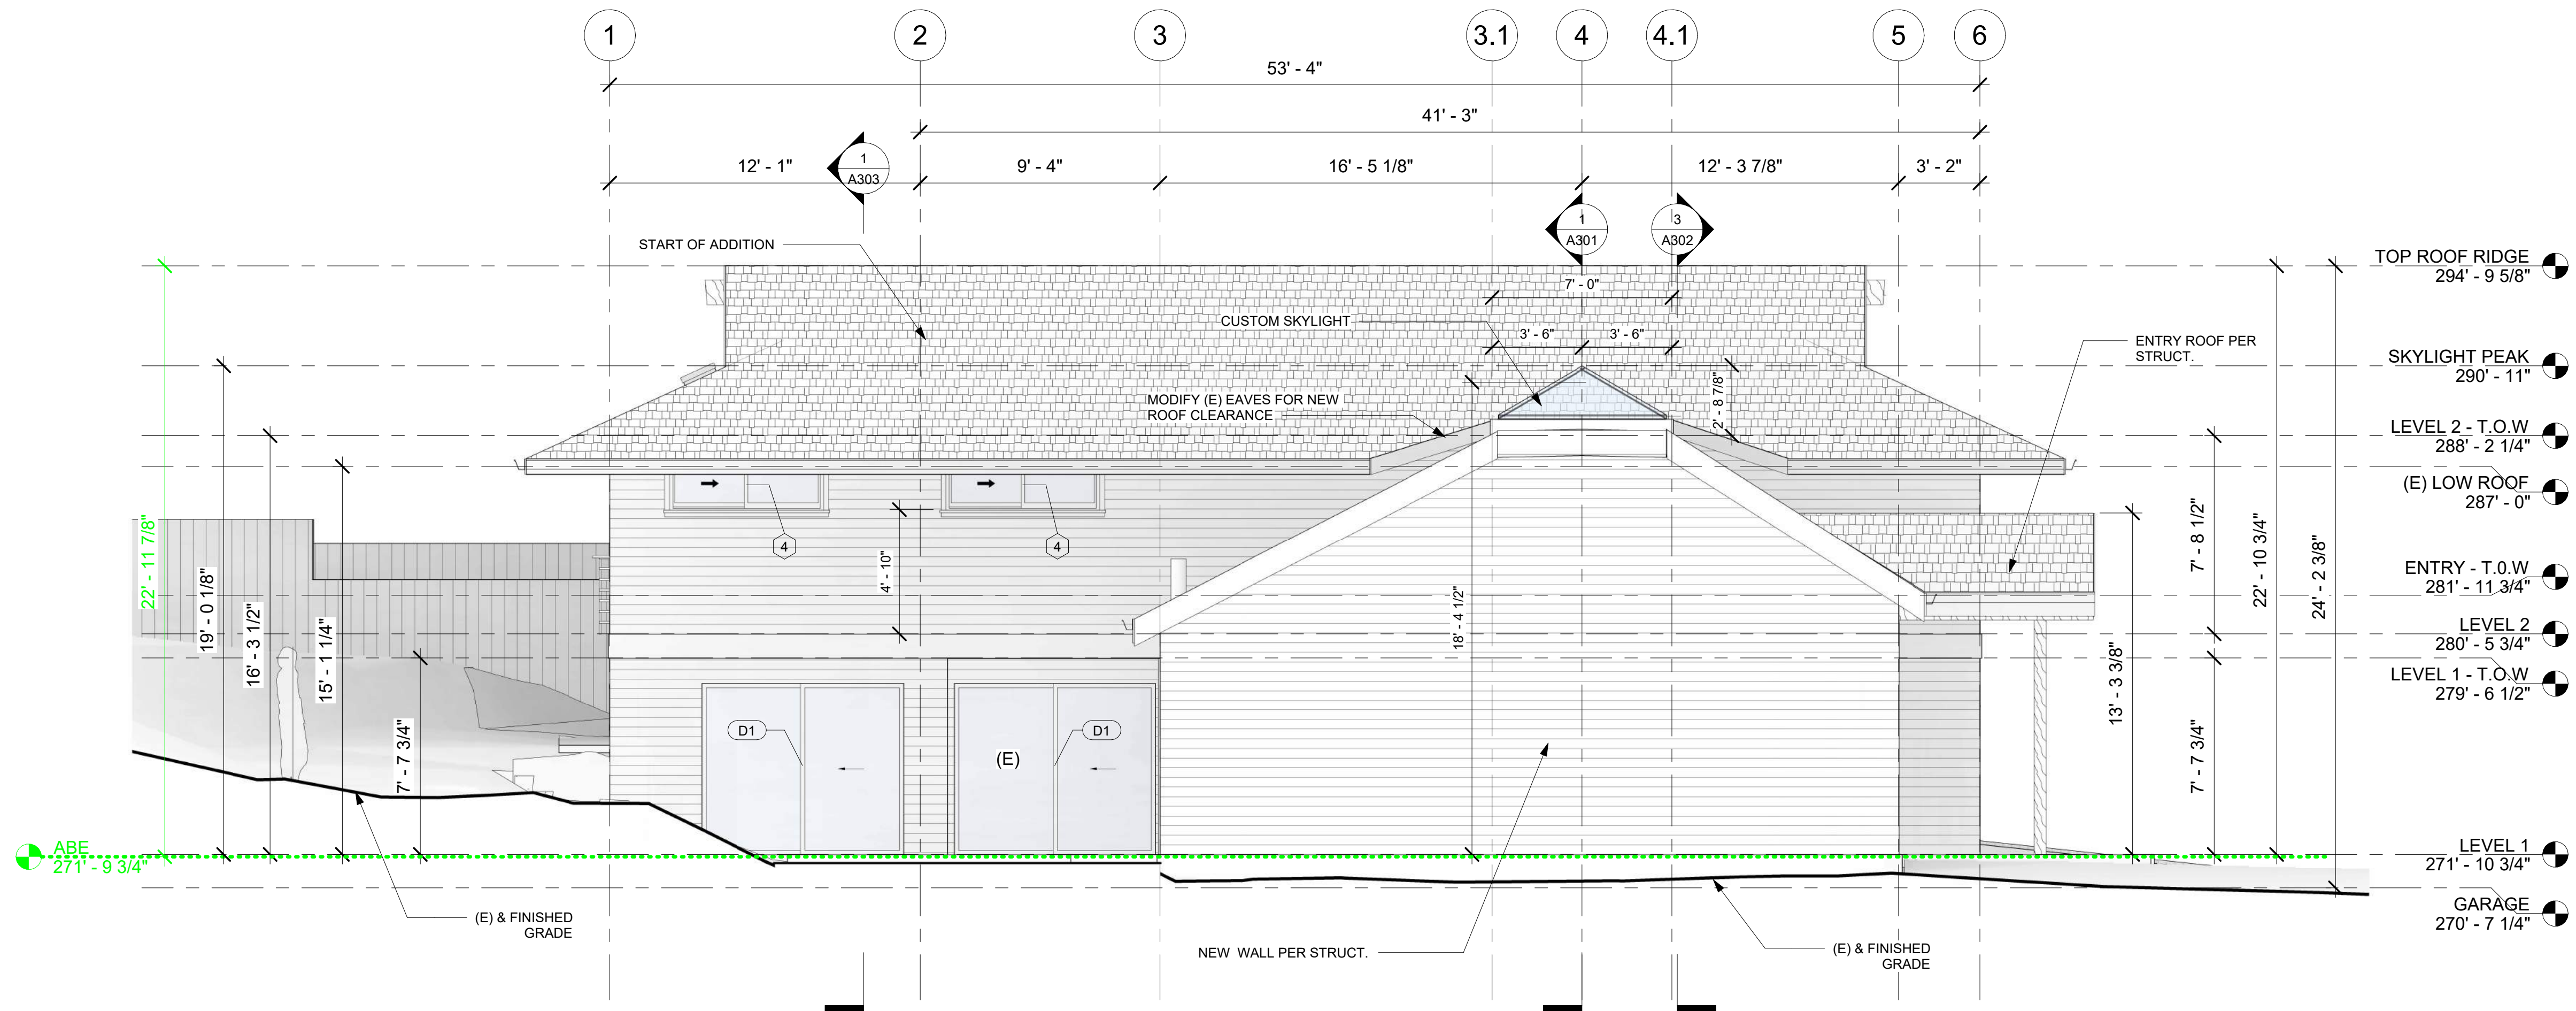 1
2
3
3.1
4
4.1
5
6
53' - 4"
41' - 3"
12' - 1"
9' - 4"
16' - 5 1/8"
12' - 3 7/8"
3' - 2"
1
A303
1
A301
3
A302
START OF ADDITION
7' - 0"
CUSTOM SKYLIGHT
3' - 6"
3' - 6"
2' - 8 7/8"
MODIFY (E) EAVES FOR NEW
ROOF CLEARANCE
ENTRY ROOF PER
STRUCT.
TOP ROOF RIDGE
294' - 9 5/8"
SKYLIGHT PEAK
290' - 11"
LEVEL 2 - T.O.W
288' - 2 1/4"
(E) LOW ROOF
287' - 0"
ENTRY - T.0.W
281' - 11 3/4"
LEVEL 2
280' - 5 3/4"
LEVEL 1 - T.O.W
279' - 6 1/2"
LEVEL 1
271' - 10 3/4"
GARAGE
270' - 7 1/4"
22' - 11 7/8"
19' - 0 1/8"
16' - 3 1/2"
15' - 1 1/4"
7' - 7 3/4"
4' - 10"
18' - 4 1/2"
13' - 3 3/8"
7' - 8 1/2"
7' - 7 3/4"
22' - 10 3/4"
24' - 2 3/8"
4
4
D1
(E)
D1
ABE
271' - 9 3/4"
(E) & FINISHED
GRADE
NEW WALL PER STRUCT.
(E) & FINISHED
GRADE